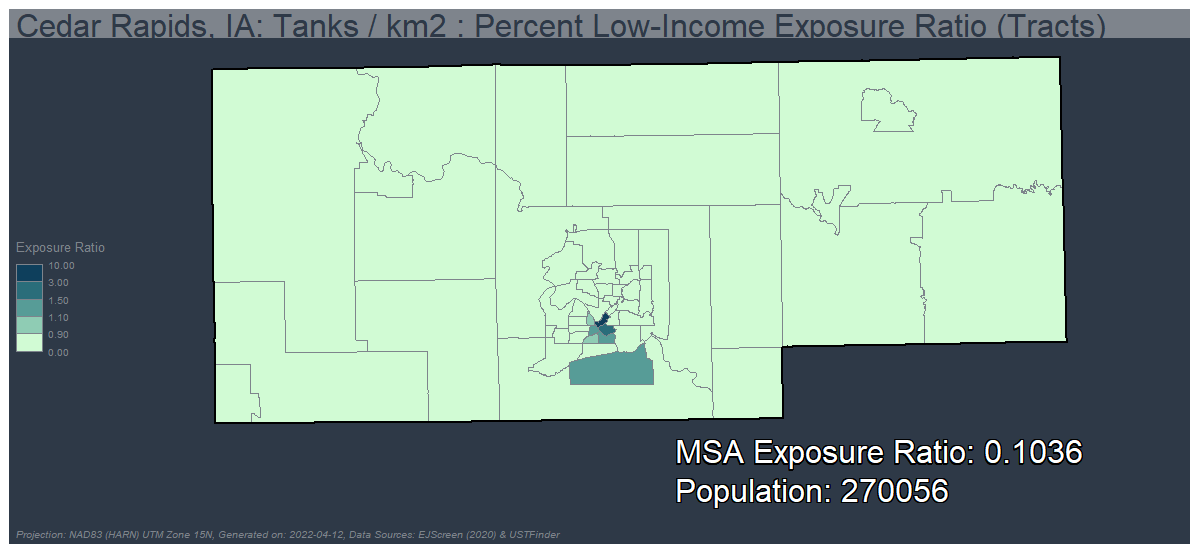 Cedar Rapids, IA: Tanks / km2 : Percent Low-Income Exposure Ratio (Tracts)
Exposure Ratio
10.00
3.00
1.50
1.10
0.90
0.00
MSA Exposure Ratio: 0.1036
Population: 270056
Projection: NAD83 (HARN) UTM Zone 15N, Generated on: 2022-04-12, Data Sources: EJScreen (2020) & USTFinder